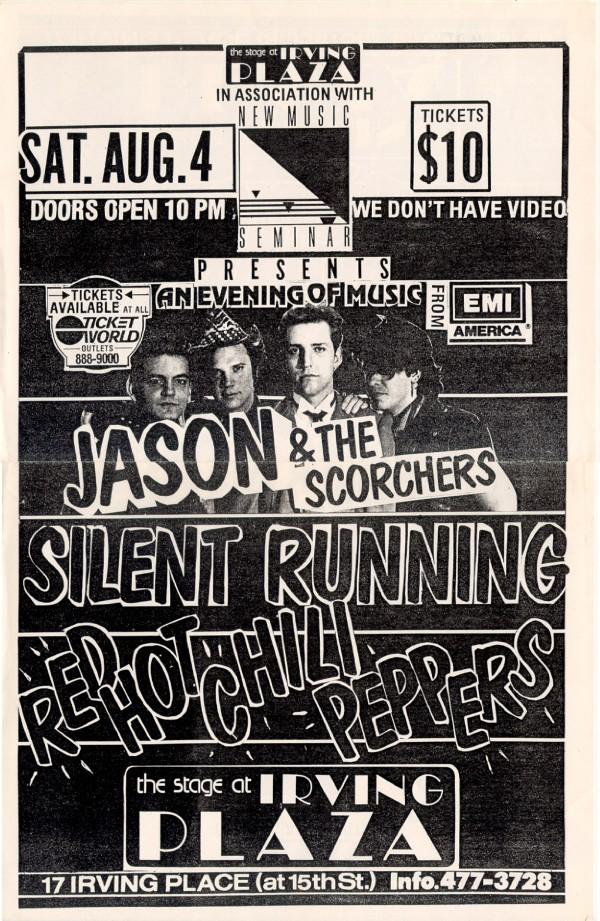 the stage at IRVING
PLAZA
IN ASSOCIATION WITH
NEW MUSIC
SEMINAR
SAT. AUG. 4
DOORS OPEN 10 PM
TICKETS
$10
WE DON'T HAVE VIDEO
PRESENTS
AN EVENING OF MUSIC
FROM
EMI
AMERICA
TICKETS
AVAILABLE AT ALL
TICKET
WORLD
OUTLETS
888-9000
JASON & THE
SCORCHERS
SILENT RUNNING
RED HOT CHILI
PEPPERS
the stage at IRVING
PLAZA
17 IRVING PLACE (at 15th St.) Info. 477-3728